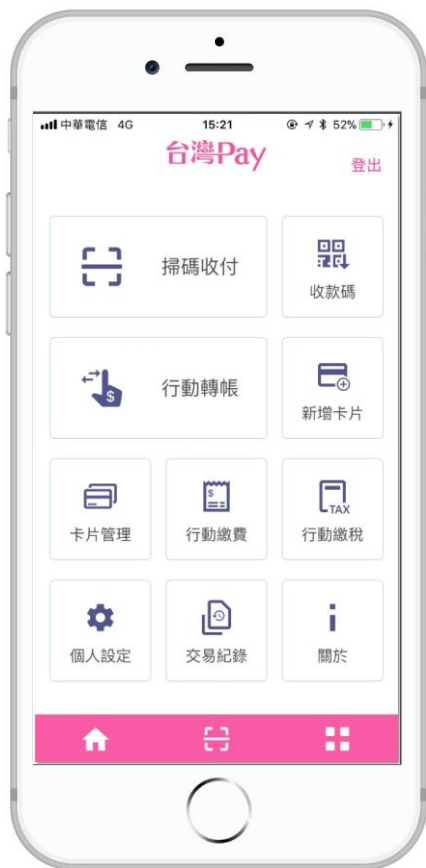 中華電信 4G 15:21 52%
台灣Pay
登出
掃碼收付
收款碼
$
行動轉帳
新增卡片
$
TAX
卡片管理 行動繳費 行動繳稅
個人設定 交易紀錄 關於